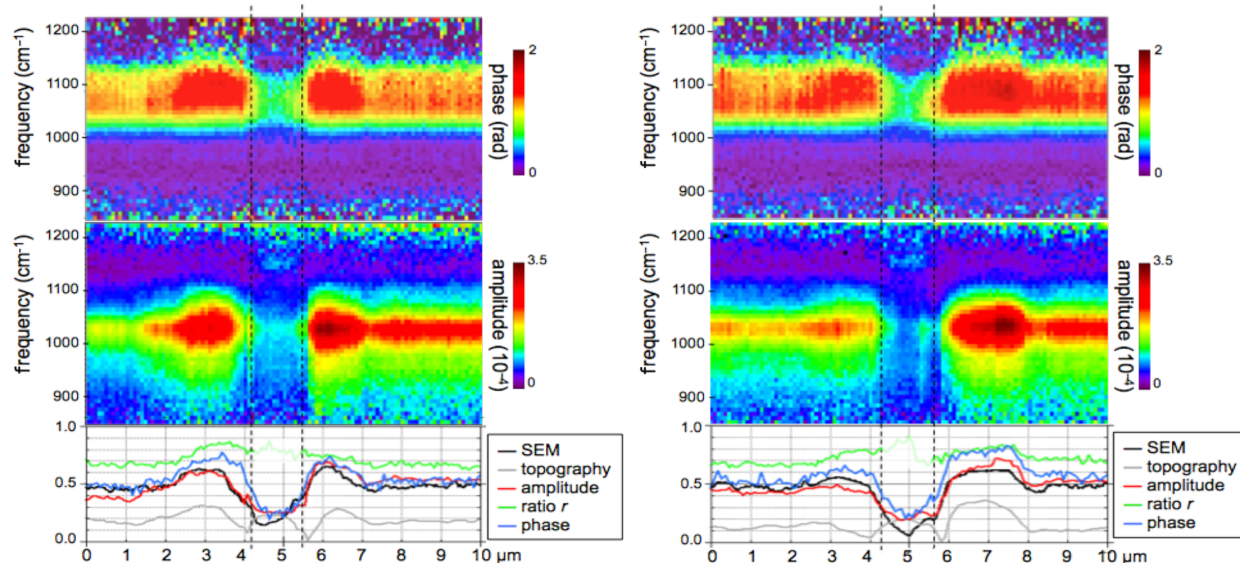 1200
1100
1000
900
frequency (cm⁻¹)
2
0
phase (rad)
1200
1100
1000
900
frequency (cm⁻¹)
3.5
0
amplitude (10⁻⁴)
1.0
0.5
0.0
0 1 2 3 4 5 6 7 8 9 10 μm
SEM
topography
amplitude
ratio r
phase
1200
1100
1000
900
frequency (cm⁻¹)
2
0
phase (rad)
1200
1100
1000
900
frequency (cm⁻¹)
3.5
0
amplitude (10⁻⁴)
1.0
0.5
0.0
0 1 2 3 4 5 6 7 8 9 10 μm
SEM
topography
amplitude
ratio r
phase